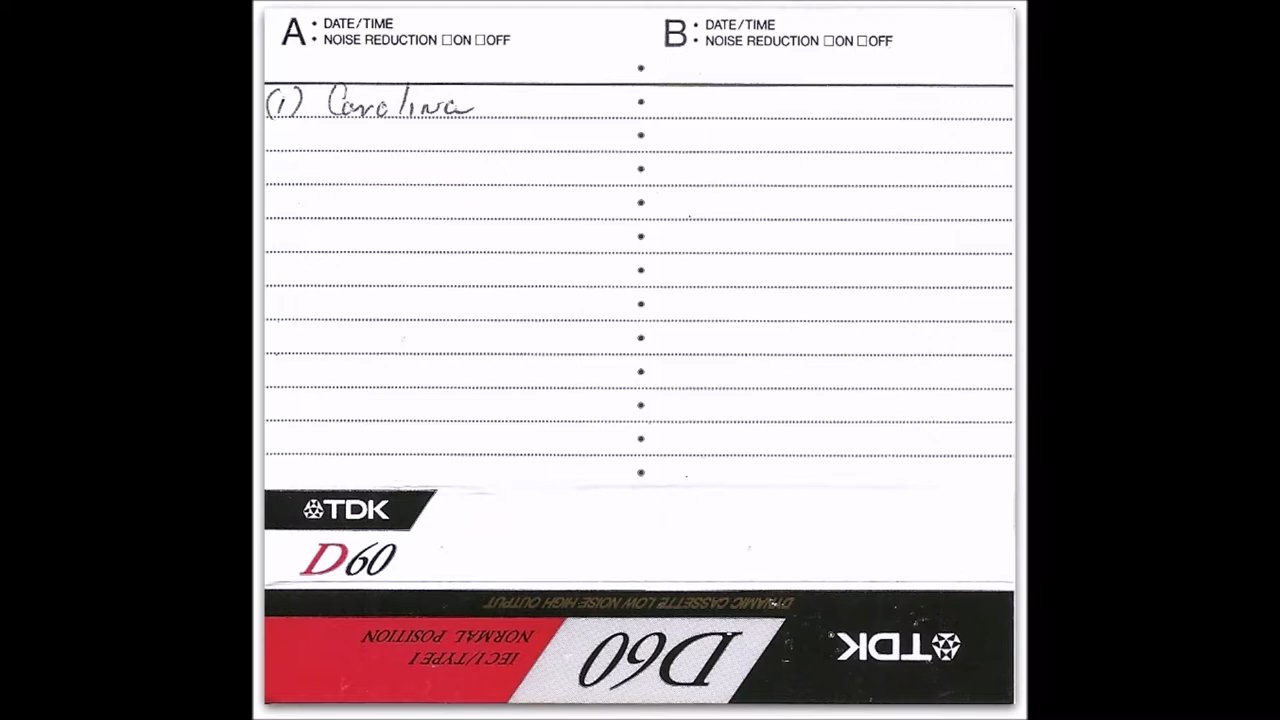 A: DATE/TIME
NOISE REDUCTION □ON □OFF
B: DATE/TIME
NOISE REDUCTION □ON □OFF
(1) Carolina
TDK
D60
DYNAMIC CASSETTE LOW NOISE HIGH OUTPUT
TDK®
D60
IEC I/TYPE I
NORMAL POSITION